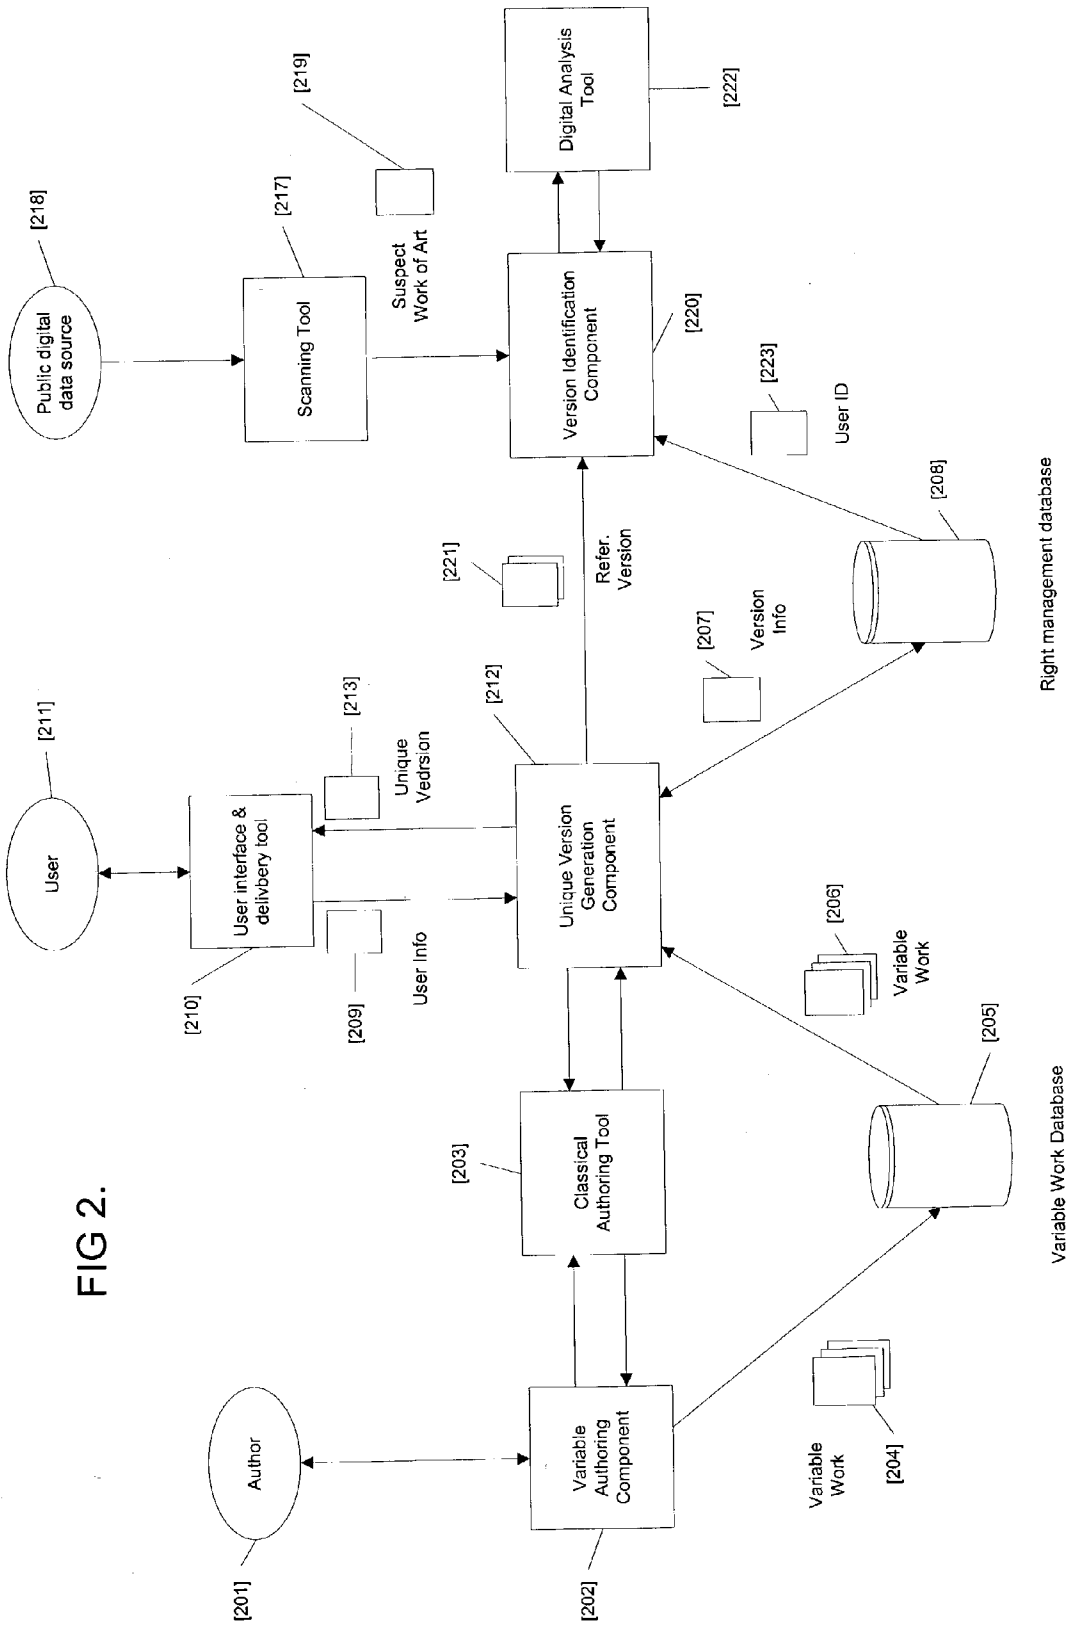 FIG 2.
[201]
Author
[202]
Variable
Authoring
Component
Variable
Work
[204]
[203]
Classical
Authoring Tool
Variable Work Database
[205]
[206]
Variable
Work
[211]
User
[210]
User interface &
delivbery tool
[209]
User Info
[213]
Unique
Vedrsion
[212]
Unique Version
Generation
Component
[207]
Version
Info
[208]
Right management database
[221]
Refer.
Version
[218]
Public digital
data source
[217]
Scanning Tool
[219]
Suspect
Work of Art
Version Identification
Component
[220]
[223]
User ID
Digital Analysis
Tool
[222]